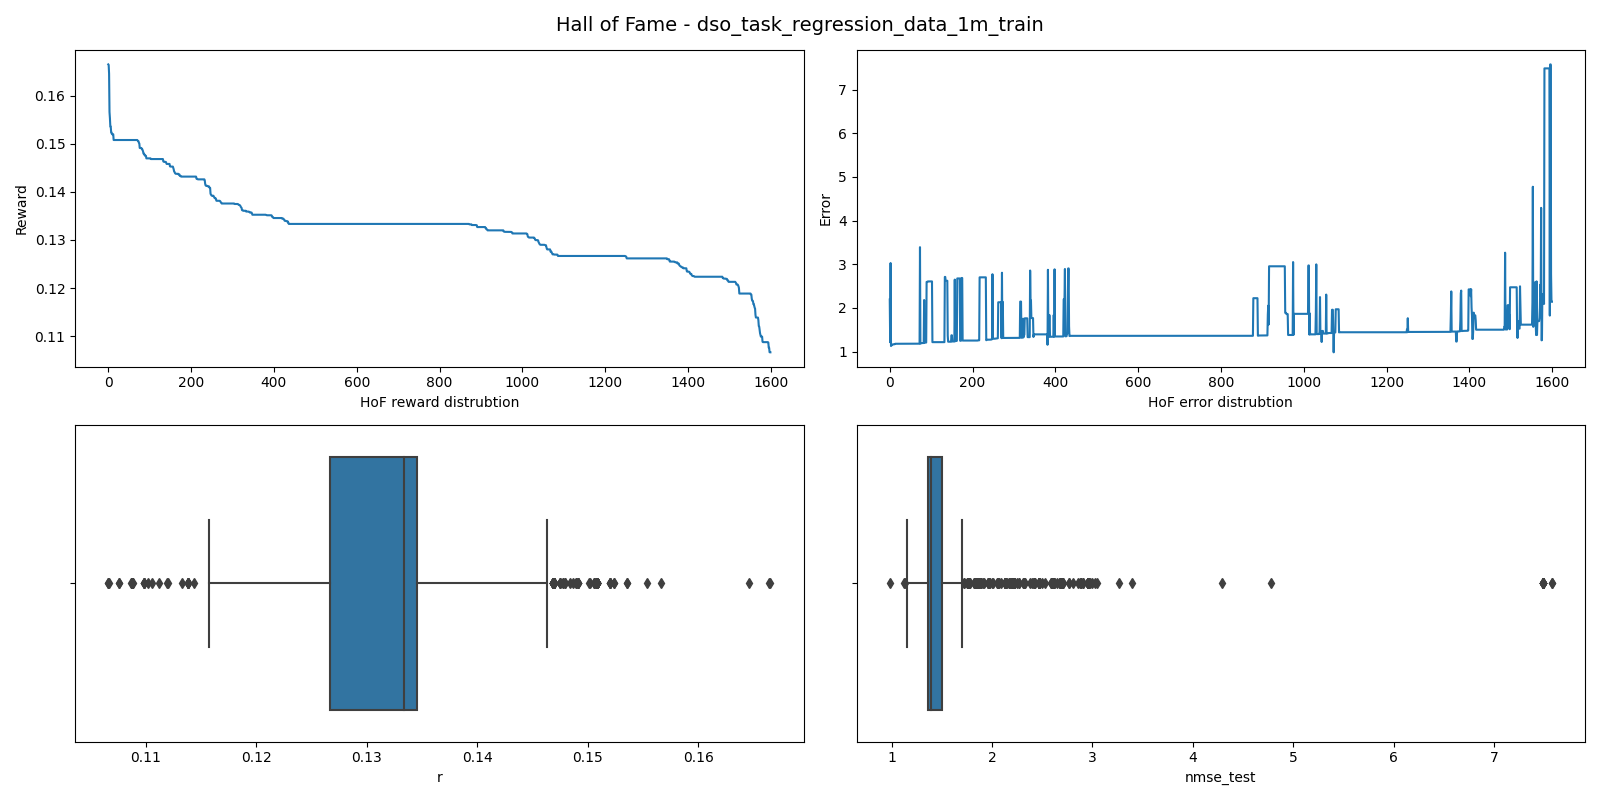 Hall of Fame - dso_task_regression_data_1m_train
Reward
0.16
0.15
0.14
0.13
0.12
0.11
0 200 400 600 800 1000 1200 1400 1600
HoF reward distrubtion
Error
7
6
5
4
3
2
1
0 200 400 600 800 1000 1200 1400 1600
HoF error distrubtion
0.11 0.12 0.13 0.14 0.15 0.16
r
1 2 3 4 5 6 7
nmse_test